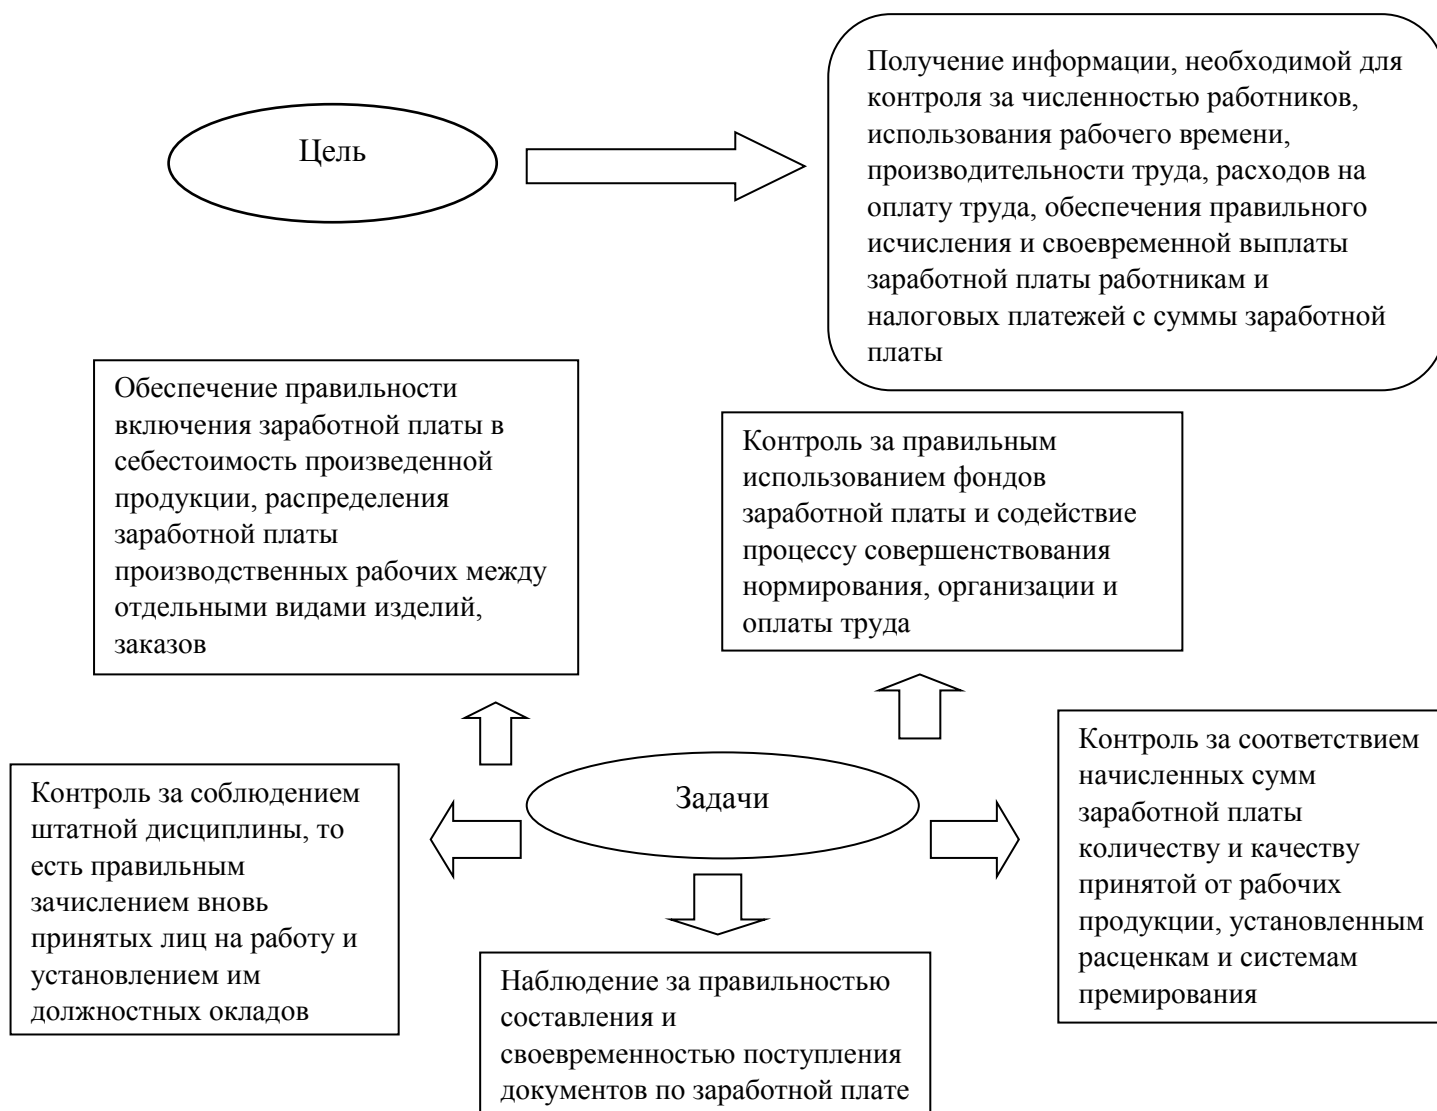 Цель
Получение информации, необходимой для
контроля за численностью работников,
использования рабочего времени,
производительности труда, расходов на
оплату труда, обеспечения правильного
исчисления и своевременной выплаты
заработной платы работникам и
налоговых платежей с суммы заработной
платы
Обеспечение правильности
включения заработной платы в
себестоимость произведенной
продукции, распределения
заработной платы
производственных рабочих между
отдельными видами изделий,
заказов
Контроль за правильным
использованием фондов
заработной платы и содействие
процессу совершенствования
нормирования, организации и
оплаты труда
Задачи
Контроль за соблюдением
штатной дисциплины, то
есть правильным
зачислением вновь
принятых лиц на работу и
установлением им
должностных окладов
Контроль за соответствием
начисленных сумм
заработной платы
количеству и качеству
принятой от рабочих
продукции, установленным
расценкам и системам
премирования
Наблюдение за правильностью
составления и
своевременностью поступления
документов по заработной плате